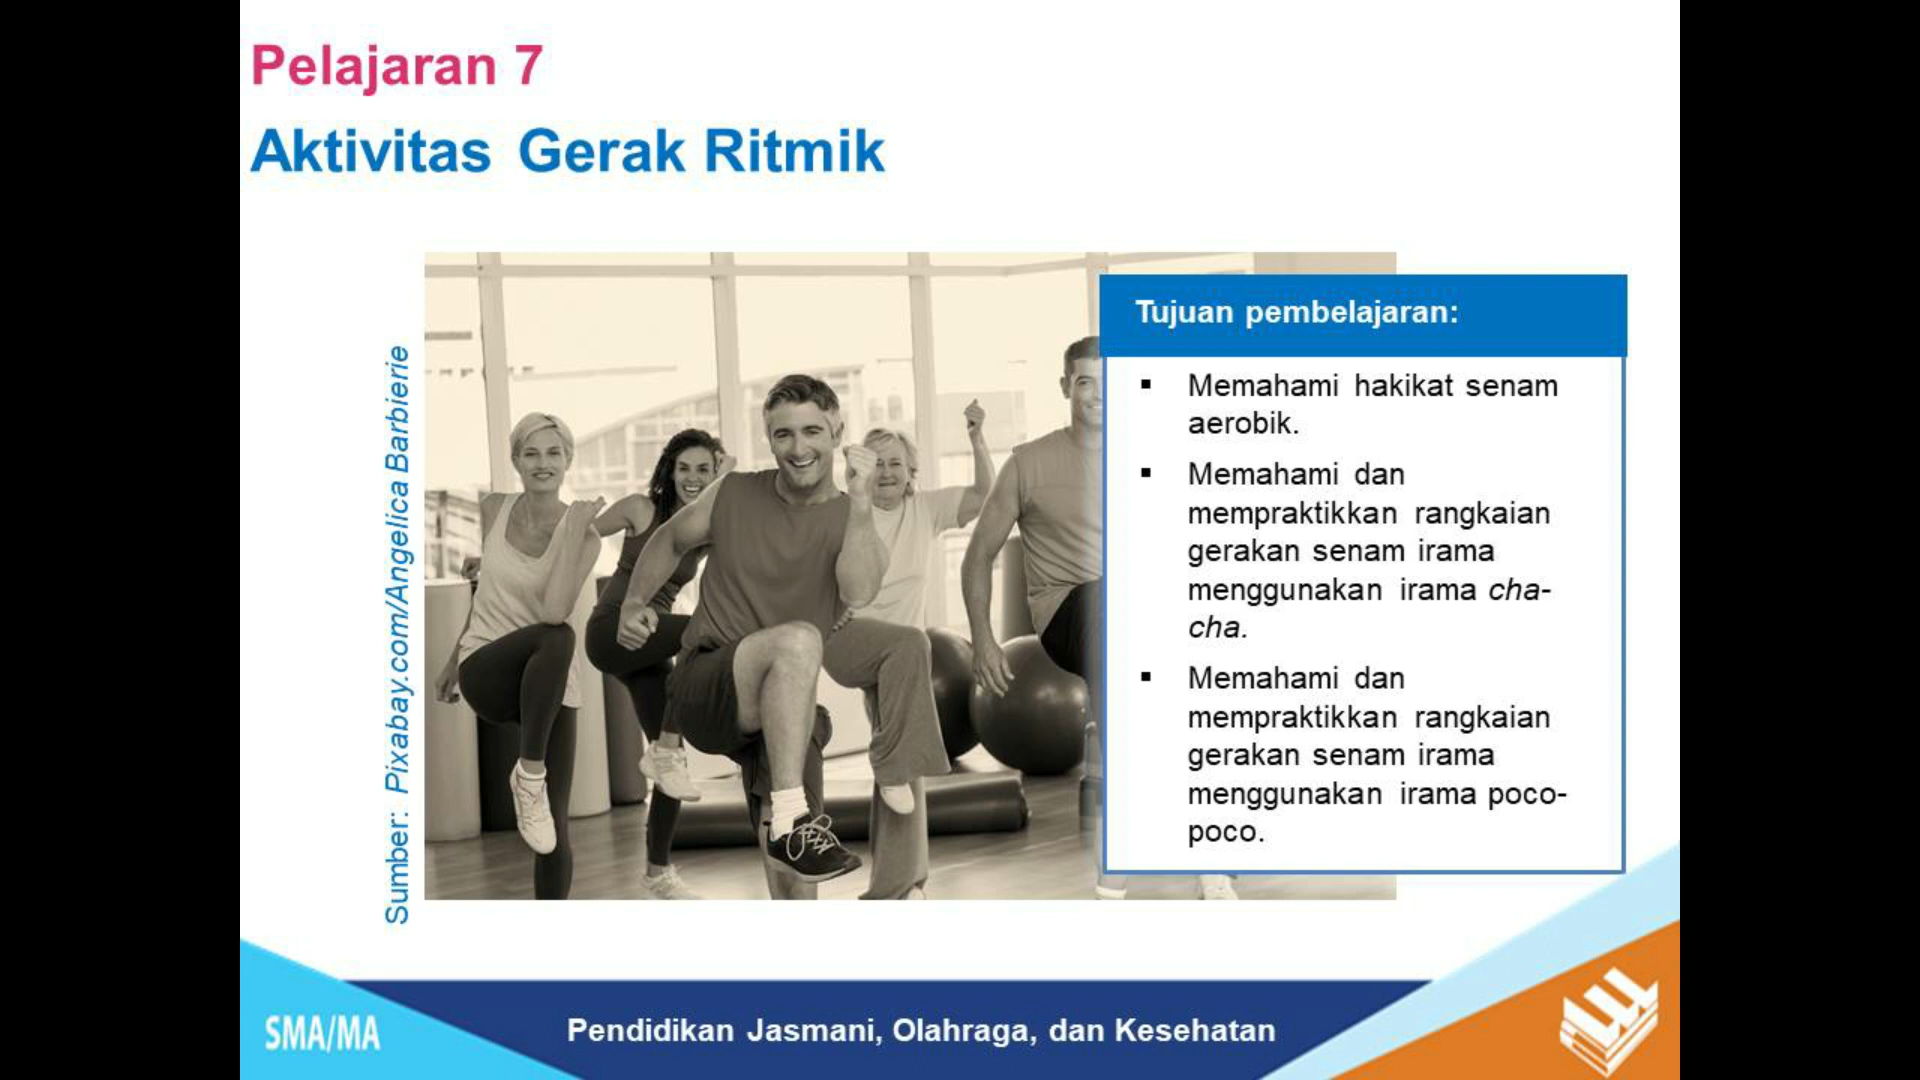 Pelajaran 7
Aktivitas Gerak Ritmik
Sumber: Pixabay.com/Angelica Barbierie
Tujuan pembelajaran:
▪ Memahami hakikat senam
aerobik.
▪ Memahami dan
mempraktikkan rangkaian
gerakan senam irama
menggunakan irama cha-
cha.
▪ Memahami dan
mempraktikkan rangkaian
gerakan senam irama
menggunakan irama poco-
poco.
SMA/MA
Pendidikan Jasmani, Olahraga, dan Kesehatan